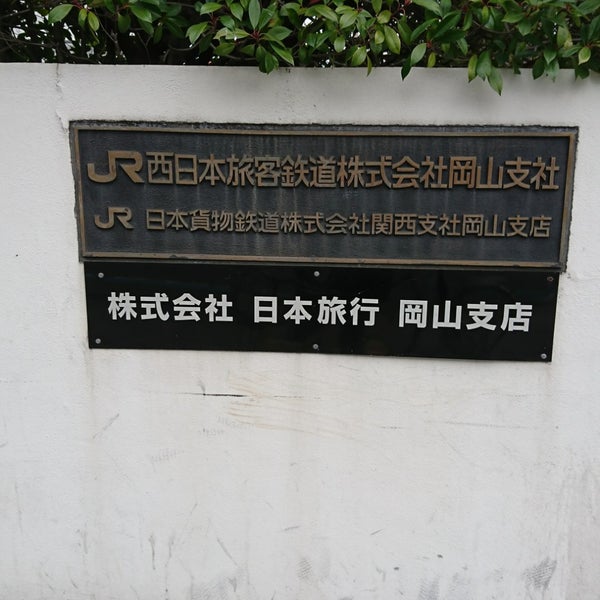 JR西日本旅客鉄道株式会社岡山支社
JR 日本貨物鉄道株式会社関西支社岡山支店
株式会社 日本旅行 岡山支店